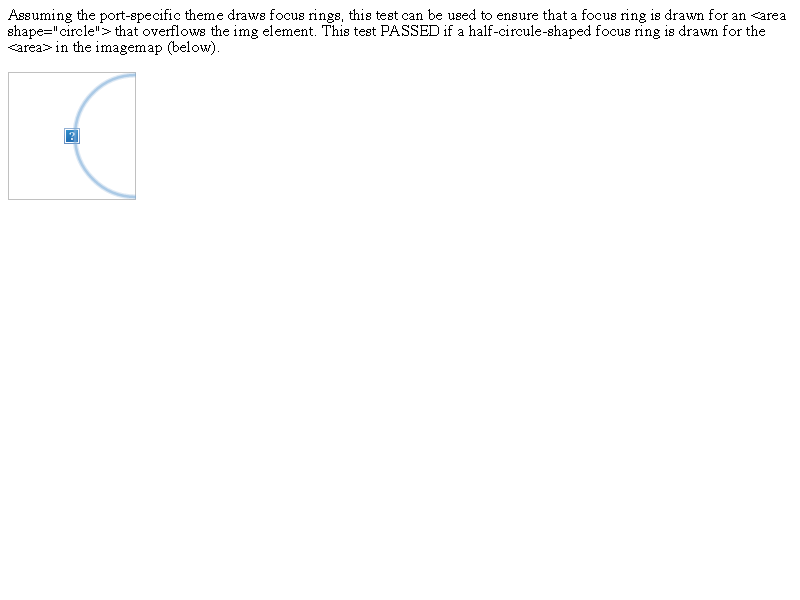 Assuming the port-specific theme draws focus rings, this test can be used to ensure that a focus ring is drawn for an <area
shape="circle"> that overflows the img element. This test PASSED if a half-circule-shaped focus ring is drawn for the
<area> in the imagemap (below).
?